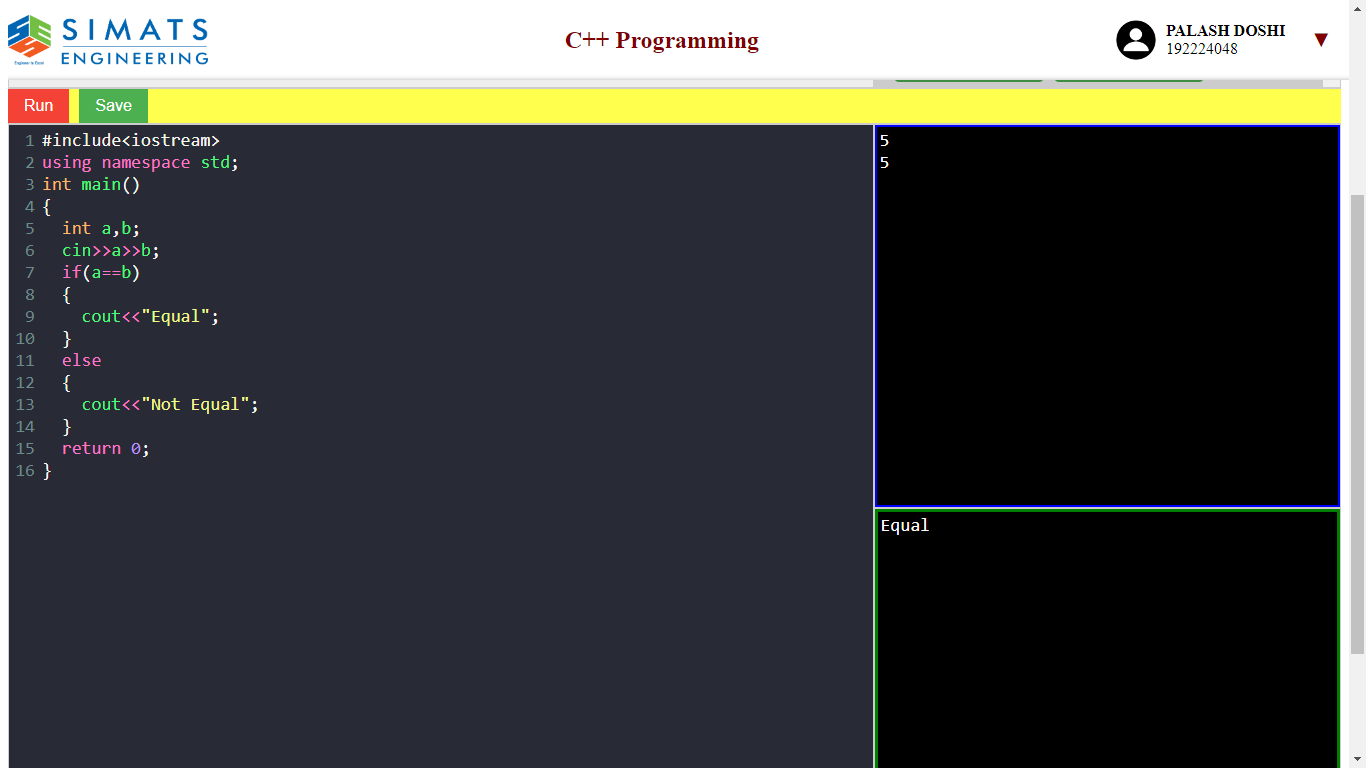 SIMATS
ENGINEERING
Engineer to Excel
C++ Programming
PALASH DOSHI
192224048
▼
Run Save
1 #include<iostream>
2 using namespace std;
3 int main()
4 {
5   int a,b;
6   cin>>a>>b;
7   if(a==b)
8   {
9     cout<<"Equal";
10   }
11   else
12   {
13     cout<<"Not Equal";
14   }
15   return 0;
16 }
5
5
Equal